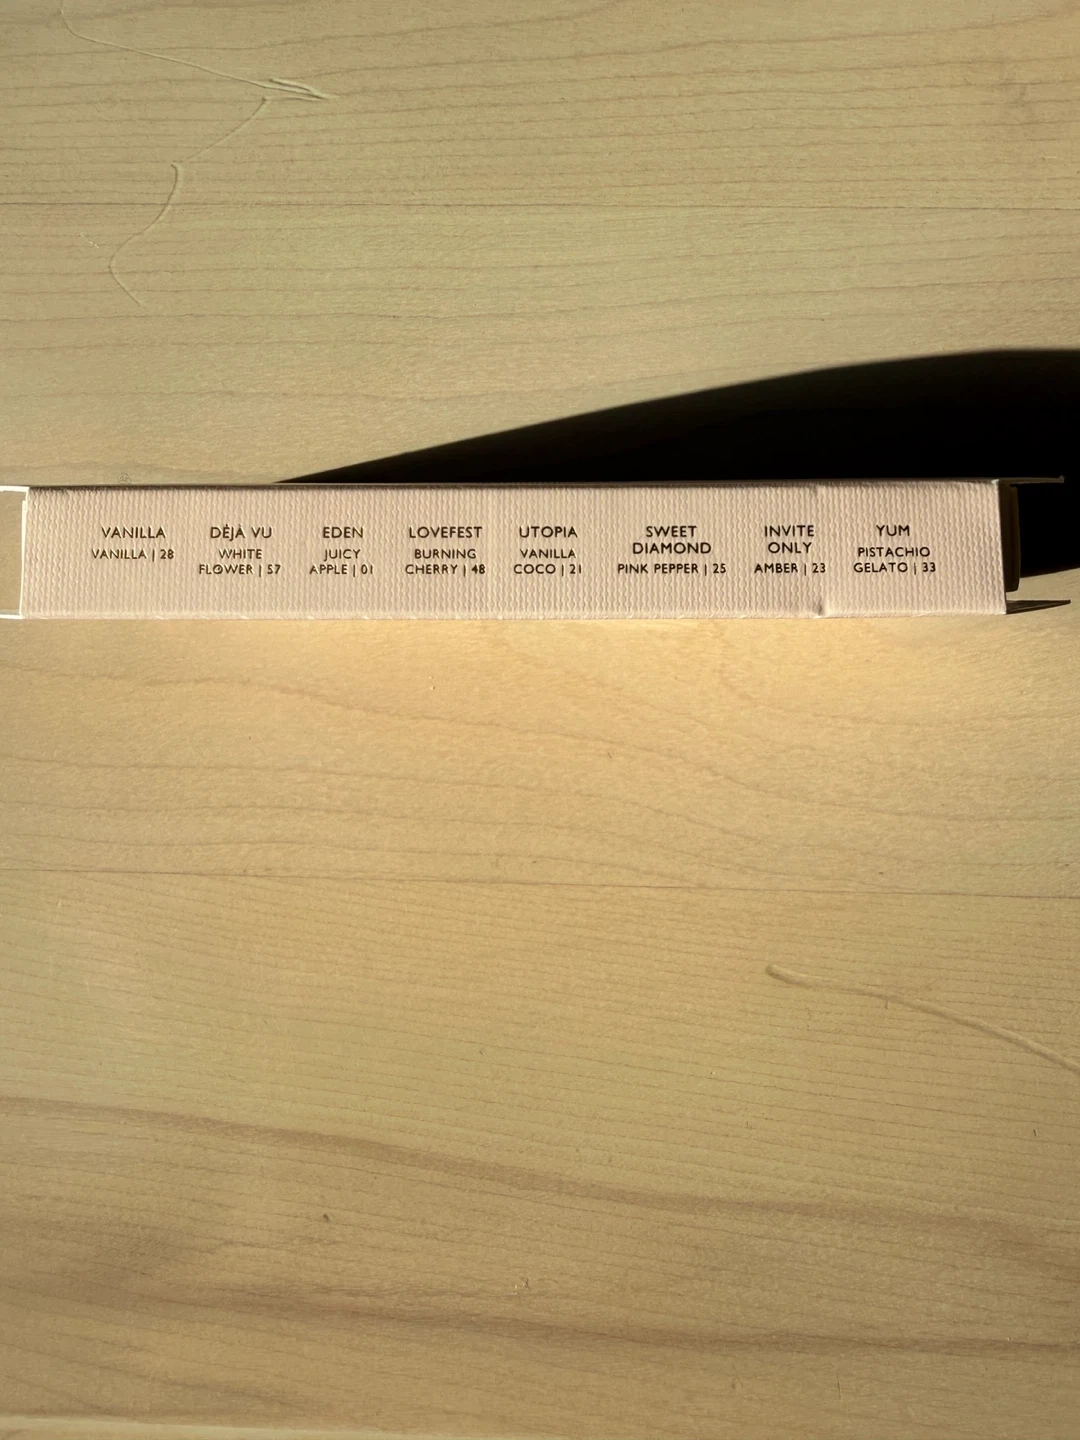 VANILLA
VANILLA | 28
DÉJÀ VU
WHITE
FLOWER | 57
EDEN
JUICY
APPLE | 01
LOVEFEST
BURNING
CHERRY | 48
UTOPIA
VANILLA
COCO | 21
SWEET
DIAMOND
PINK PEPPER | 25
INVITE
ONLY
AMBER | 23
YUM
PISTACHIO
GELATO | 33